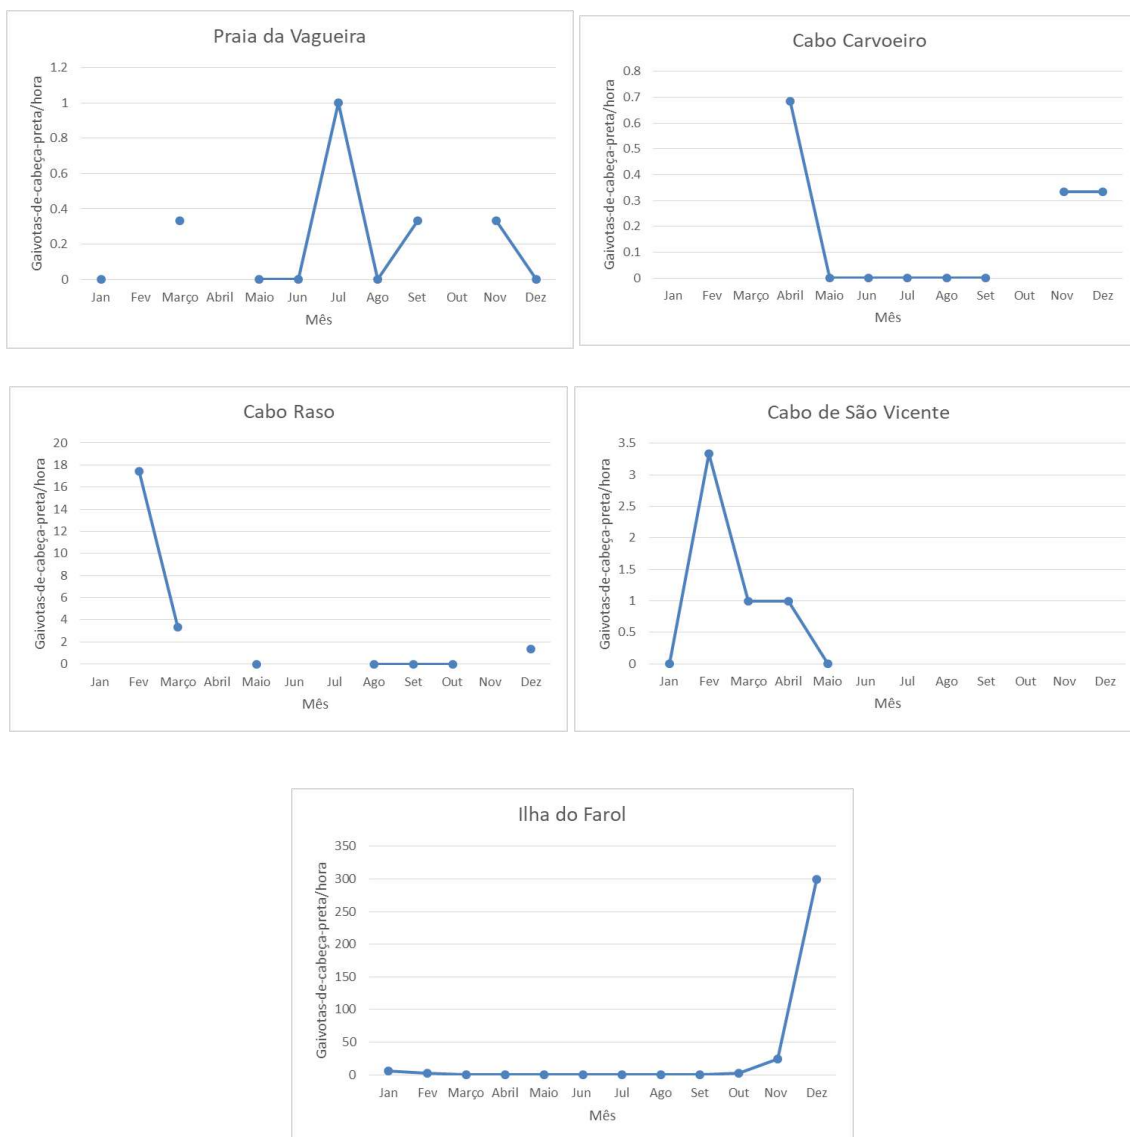 Praia da Vagueira
Gaivotas-de-cabeça-preta/hora
1.2
1
0.8
0.6
0.4
0.2
0
Jan Fev Março Abril Maio Jun Jul Ago Set Out Nov Dez
Mês
Cabo Carvoeiro
Gaivotas-de-cabeça-preta/hora
0.8
0.7
0.6
0.5
0.4
0.3
0.2
0.1
0
Jan Fev Março Abril Maio Jun Jul Ago Set Out Nov Dez
Mês
Cabo Raso
Gaivotas-de-cabeça-preta/hora
20
18
16
14
12
10
8
6
4
2
0
Jan Fev Março Abril Maio Jun Jul Ago Set Out Nov Dez
Mês
Cabo de São Vicente
Gaivotas-de-cabeça-preta/hora
3.5
3
2.5
2
1.5
1
0.5
0
Jan Fev Março Abril Maio Jun Jul Ago Set Out Nov Dez
Mês
Ilha do Farol
Gaivotas-de-cabeça-preta/hora
350
300
250
200
150
100
50
0
Jan Fev Março Abril Maio Jun Jul Ago Set Out Nov Dez
Mês